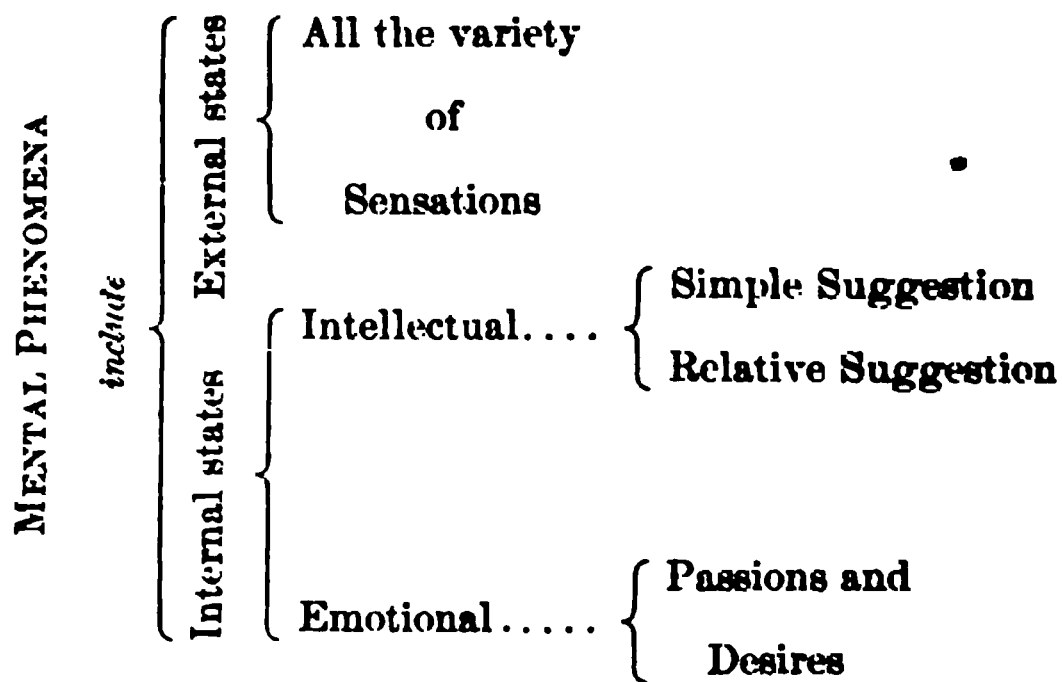 MENTAL PHENOMENA
include
External states
All the variety
of
Sensations
Internal states
Intellectual....
Simple Suggestion
Relative Suggestion
Emotional.....
Passions and
Desires